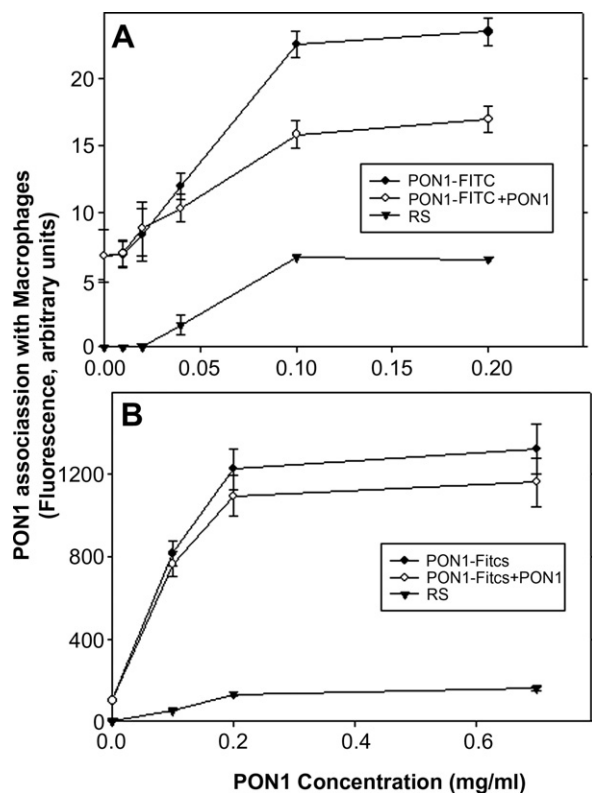 A
20
15
10
5
0
PON1-FITC
PON1-FITC+PON1
RS
0.00 0.05 0.10 0.15 0.20
PON1 associassion with Macrophages
(Fluorescence, arbitrary units)
B
1200
800
400
0
PON1-Fitcs
PON1-Fitcs+PON1
RS
0.0 0.2 0.4 0.6
PON1 Concentration (mg/ml)